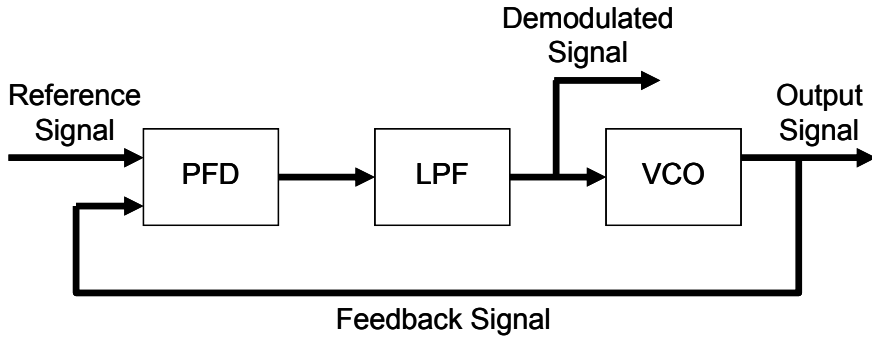 Demodulated
Signal
Reference
Signal
Output
Signal
PFD
LPF
VCO
Feedback Signal